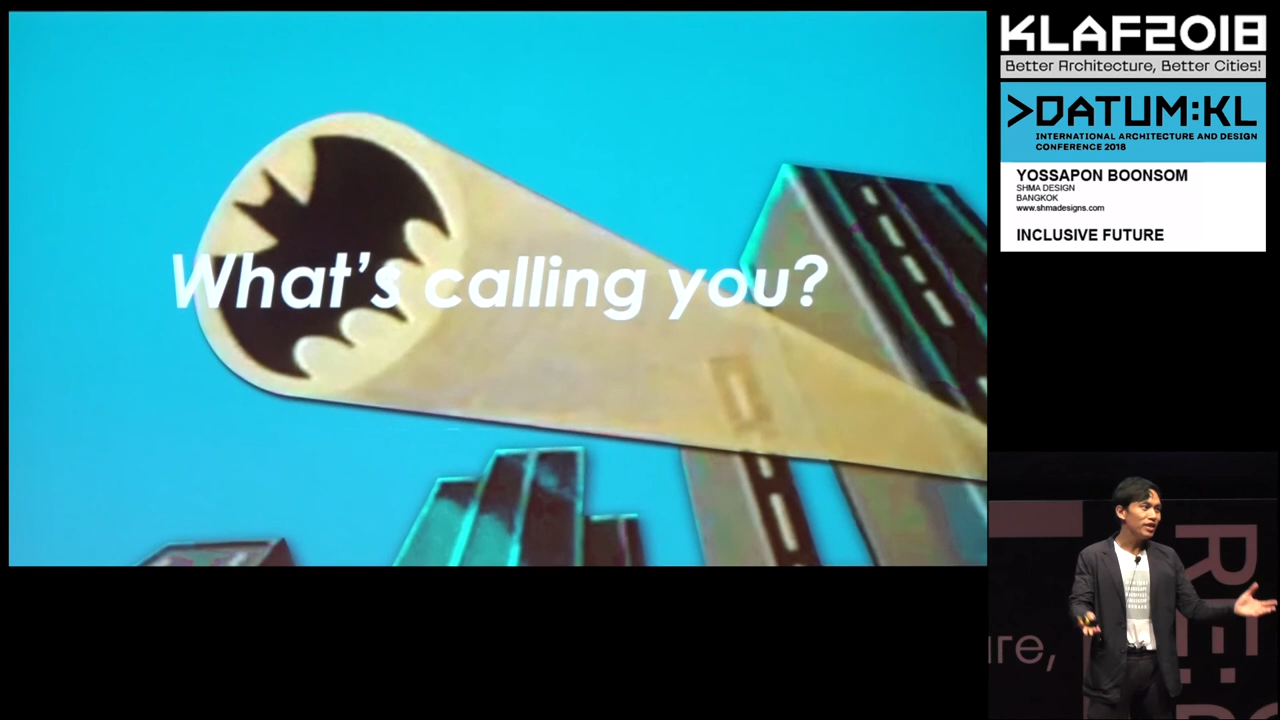 What's calling you?
KLAF2018
Better Architecture, Better Cities!
>DATUM:KL
INTERNATIONAL ARCHITECTURE AND DESIGN
CONFERENCE 2018
YOSSAPON BOONSOM
SHMA DESIGN
BANGKOK
www.shmadesigns.com
INCLUSIVE FUTURE
RE: